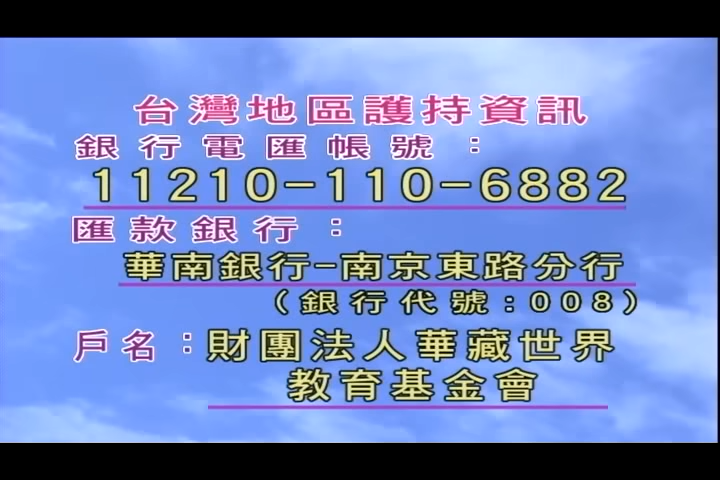 台灣地區護持資訊
銀行電匯帳號：
11210-110-6882
匯款銀行：
華南銀行-南京東路分行
（銀行代號：008）
戶名：財團法人華藏世界
教育基金會